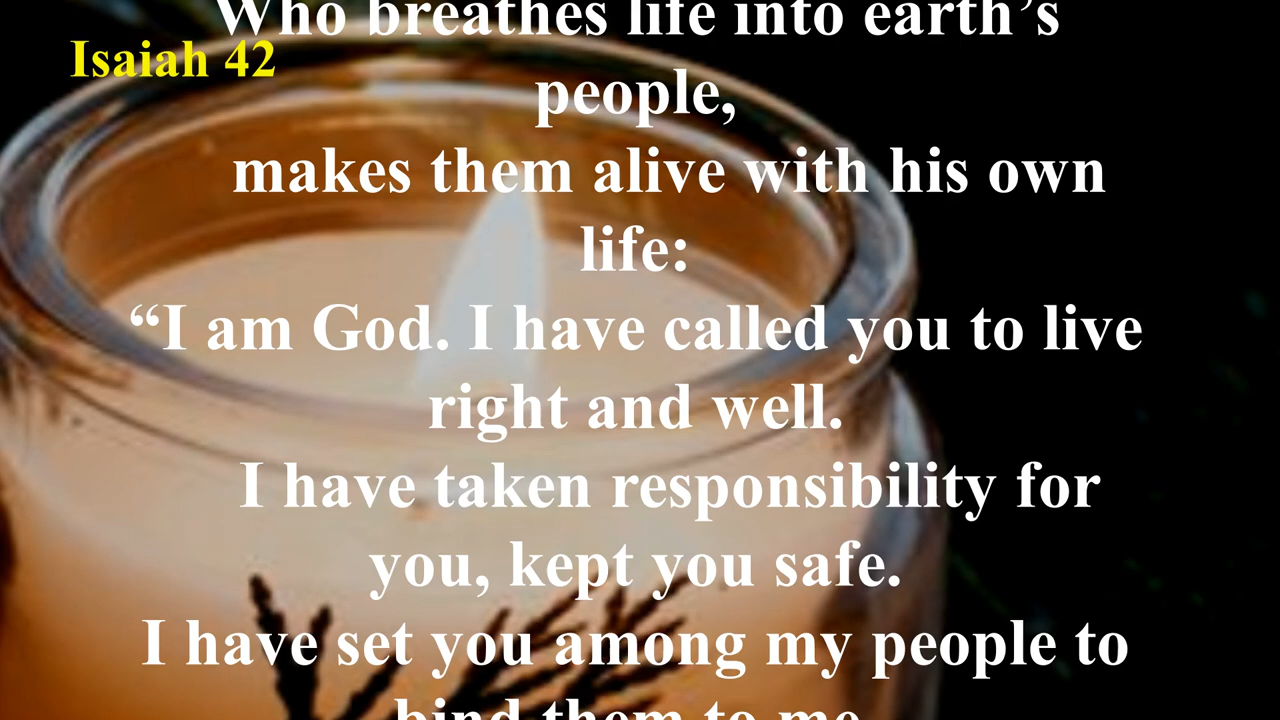 Who breathes life into earth’s
Isaiah 42
people,
makes them alive with his own
life:
“I am God. I have called you to live
right and well.
I have taken responsibility for
you, kept you safe.
I have set you among my people to
bind them to me